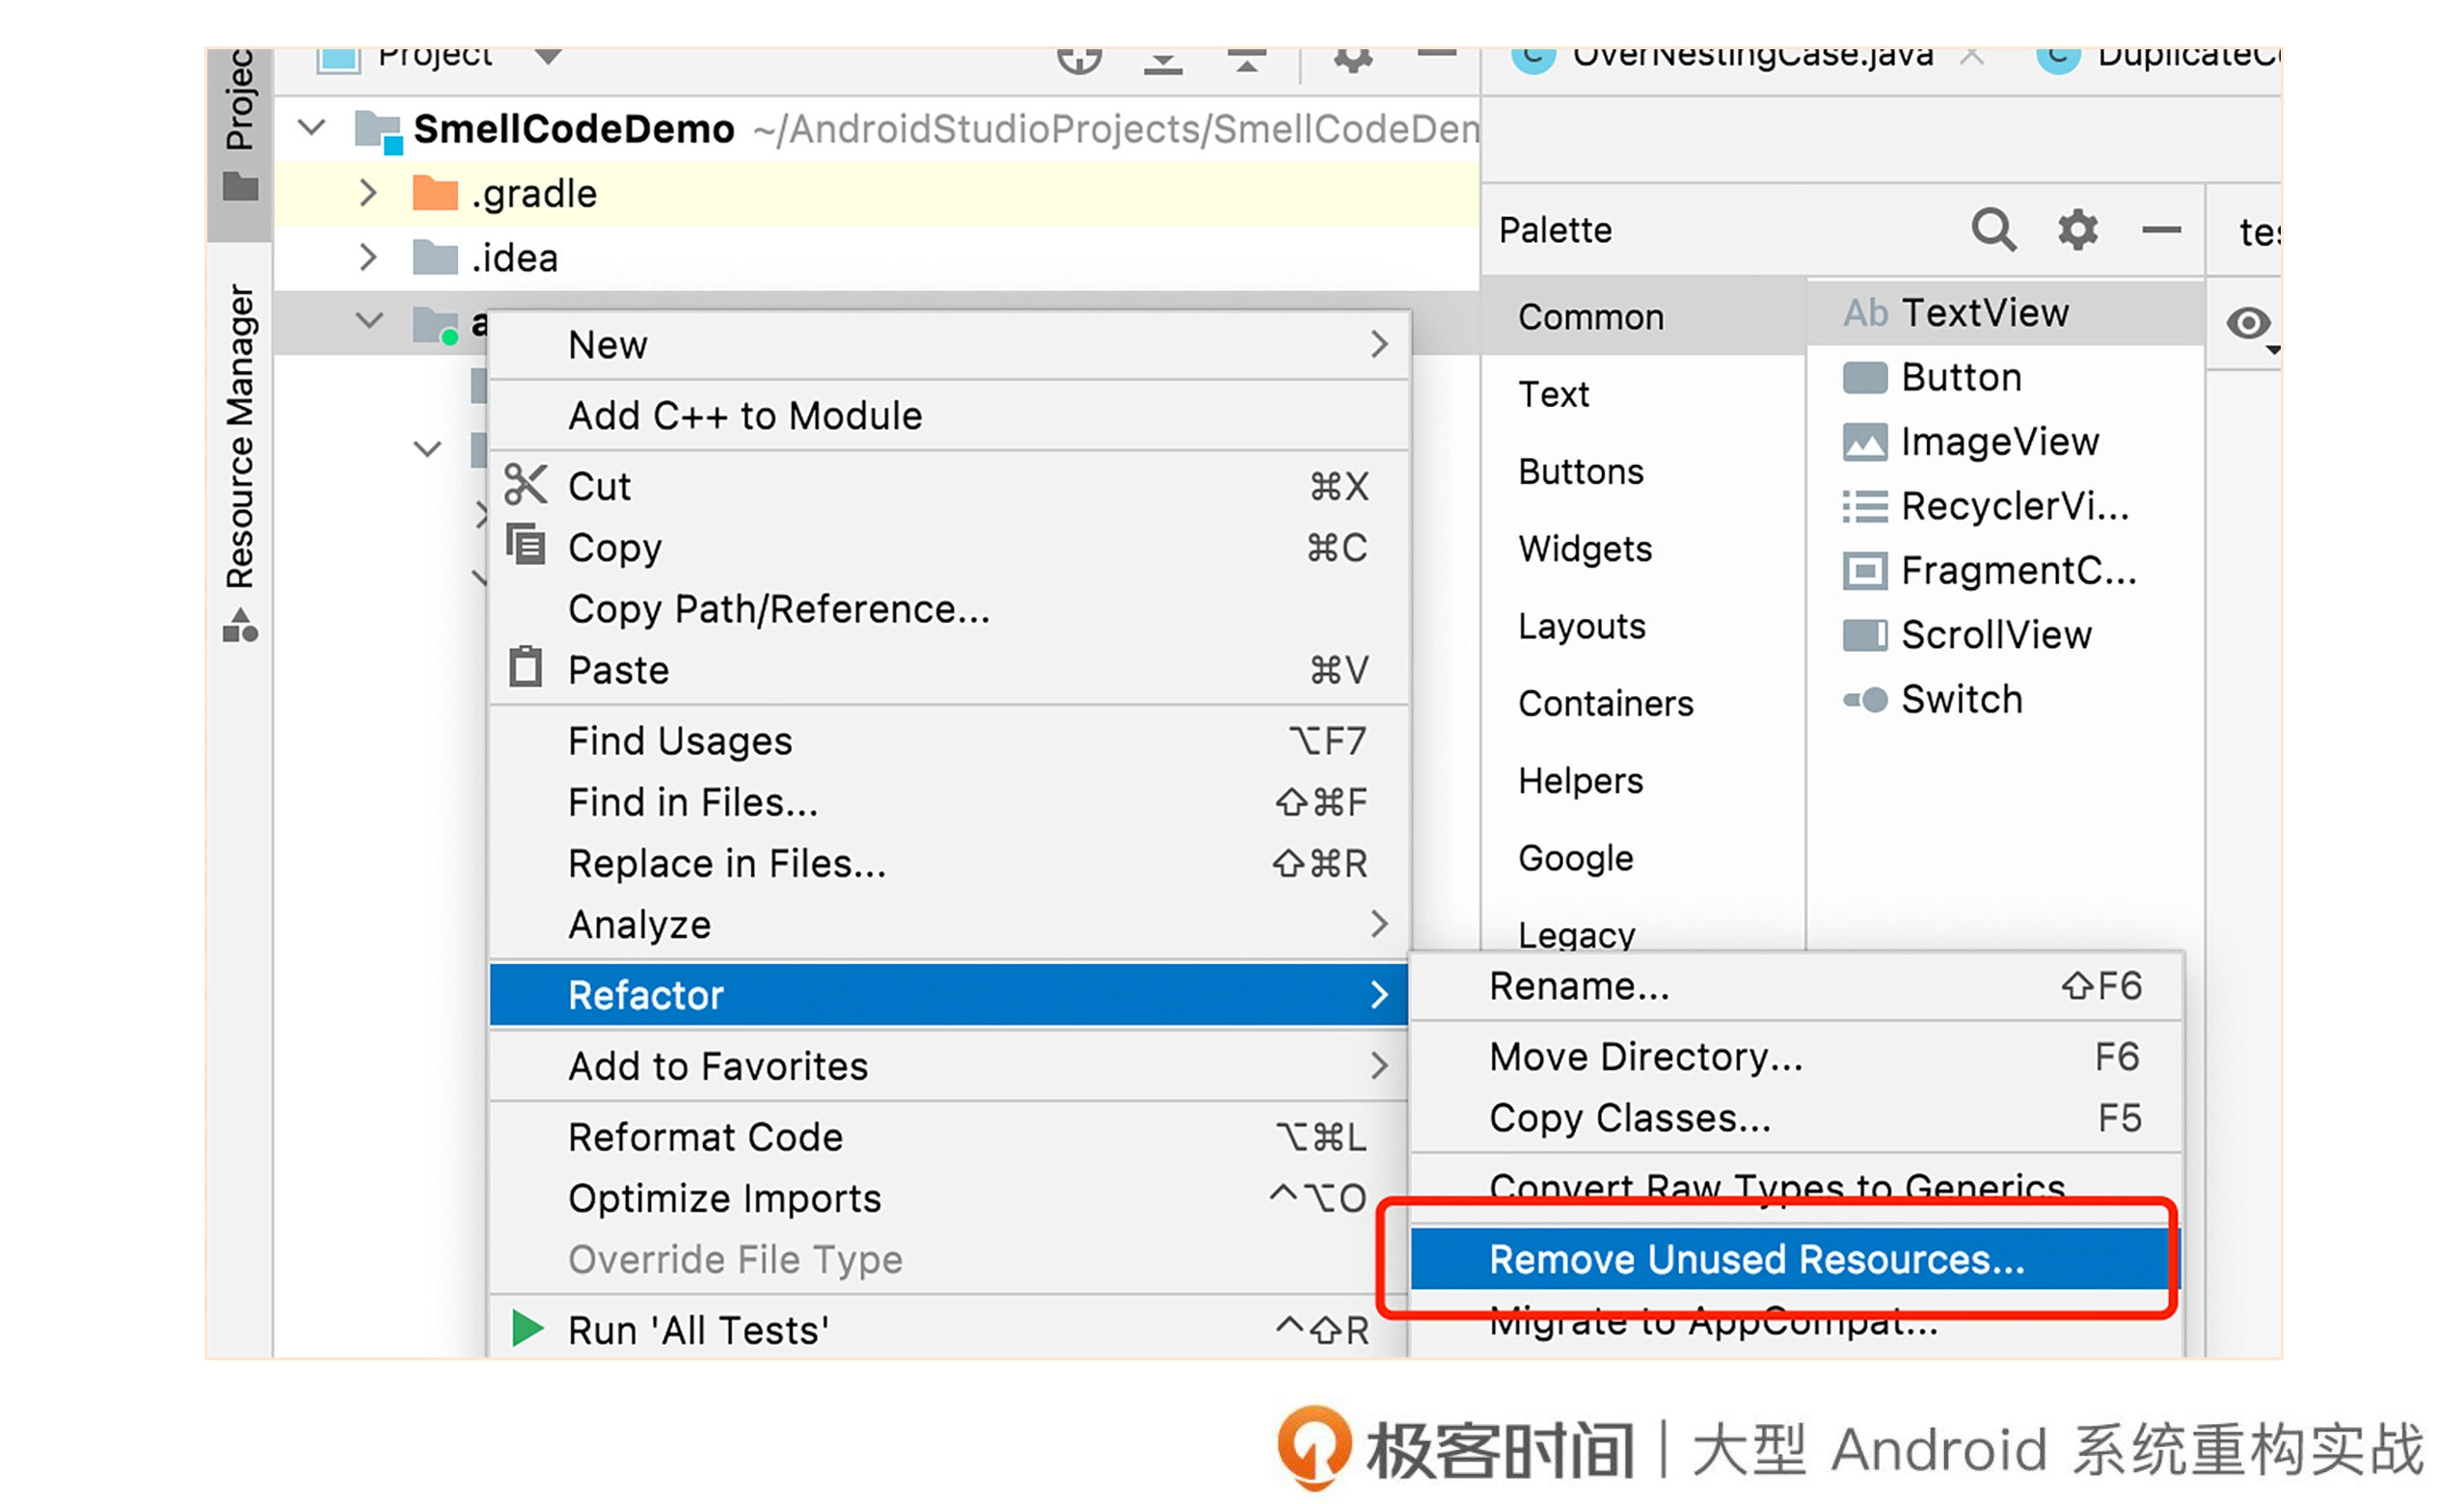 Project
OverNestingCase.java
Project
SmellCodeDemo ~/AndroidStudioProjects/SmellCodeDem
.gradle
.idea
Resource Manager
a
New
Add C++ to Module
Cut ⌘X
Copy ⌘C
Copy Path/Reference...
Paste ⌘V
Find Usages ⌥F7
Find in Files... ⇧⌘F
Replace in Files... ⇧⌘R
Analyze
Refactor
Add to Favorites
Reformat Code ⌥⌘L
Optimize Imports ^⌥O
Override File Type
Run 'All Tests' ^⇧R
Palette
tes
Common
Text
Buttons
Widgets
Layouts
Containers
Helpers
Google
Legacy
Ab TextView
Button
ImageView
RecyclerVi...
FragmentC...
ScrollView
Switch
Rename... ⇧F6
Move Directory... F6
Copy Classes... F5
Convert Raw Types to Generics
Remove Unused Resources...
Migrate to AppCompat...
极客时间 | 大型 Android 系统重构实战